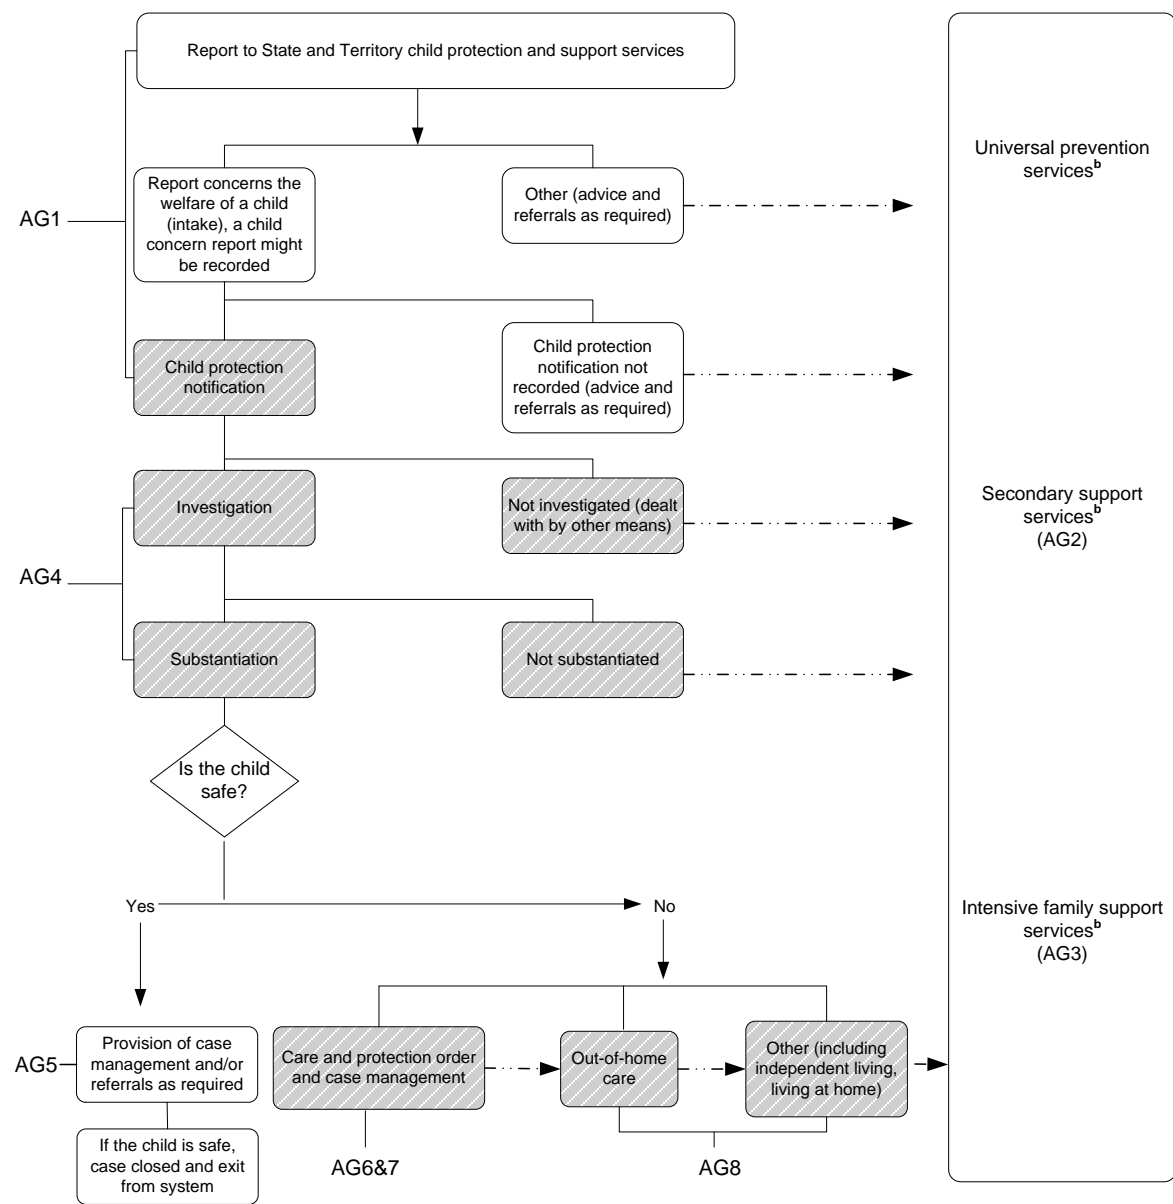 Report to State and Territory child protection and support services
Universal prevention
services^b
Report concerns the
welfare of a child
(intake), a child
concern report might
be recorded
Other (advice and
referrals as required)
AG1
Child protection
notification
Child protection
notification not
recorded (advice and
referrals as required)
Investigation
Not investigated (dealt
with by other means)
Secondary support
services^b
(AG2)
AG4
Substantiation
Not substantiated
Is the child
safe?
Yes
No
Intensive family support
services^b
(AG3)
AG5
Provision of case
management and/or
referrals as required
Care and protection order
and case management
Out-of-home
care
Other (including
independent living,
living at home)
If the child is safe,
case closed and exit
from system
AG6&7
AG8